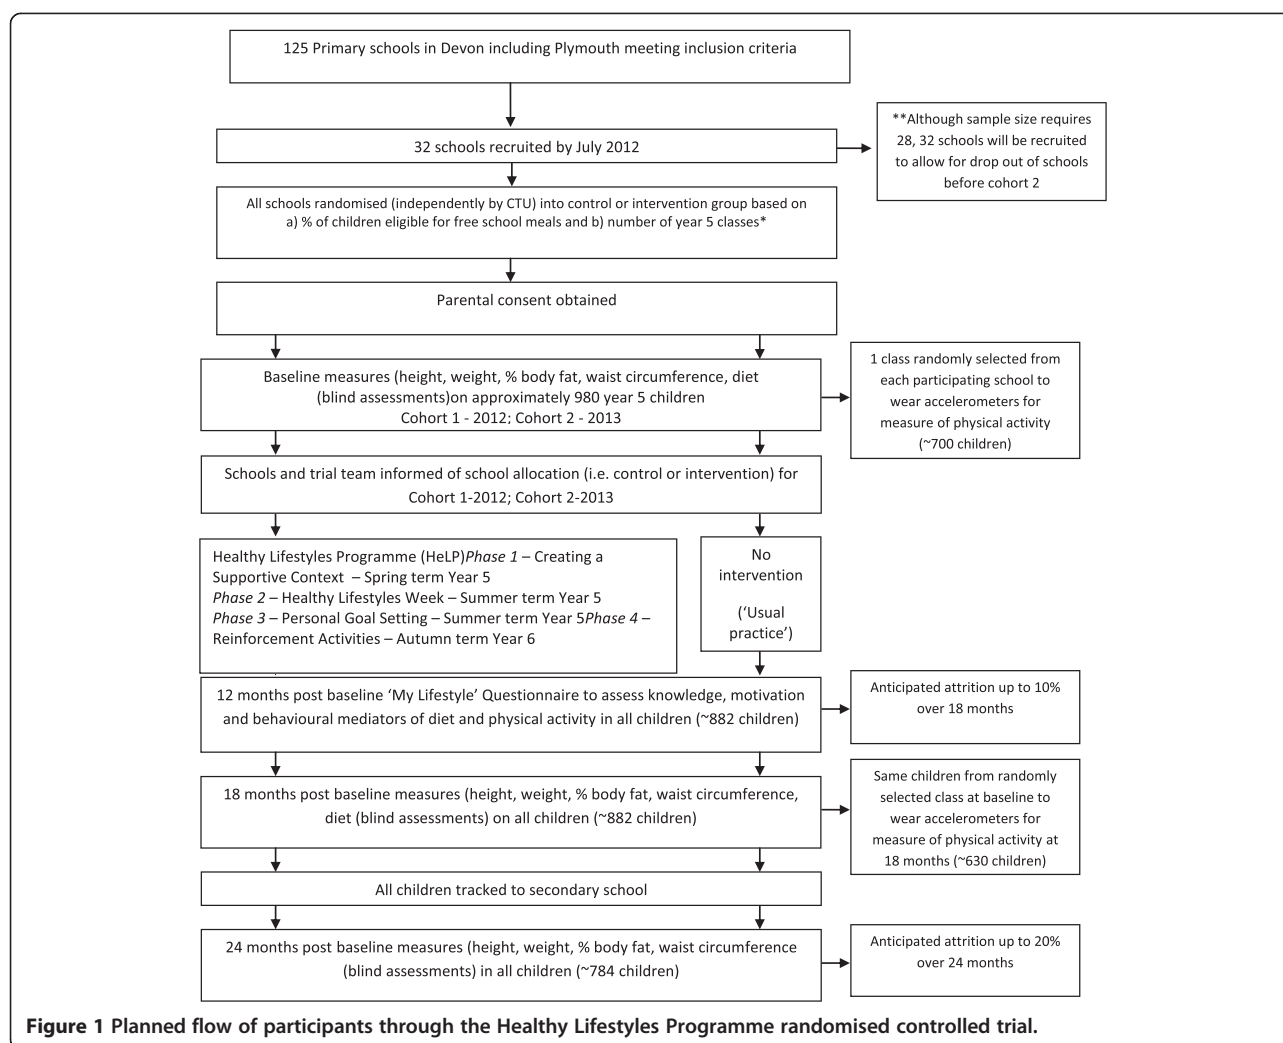 125 Primary schools in Devon including Plymouth meeting inclusion criteria
32 schools recruited by July 2012
**Although sample size requires
28, 32 schools will be recruited
to allow for drop out of schools
before cohort 2
All schools randomised (independently by CTU) into control or intervention group based on
a) % of children eligible for free school meals and b) number of year 5 classes*
Parental consent obtained
Baseline measures (height, weight, % body fat, waist circumference, diet
(blind assessments)on approximately 980 year 5 children
Cohort 1 - 2012; Cohort 2 - 2013
1 class randomly selected from
each participating school to
wear accelerometers for
measure of physical activity
(~700 children)
Schools and trial team informed of school allocation (i.e. control or intervention) for
Cohort 1-2012; Cohort 2-2013
Healthy Lifestyles Programme (HeLP)Phase 1 – Creating a
Supportive Context – Spring term Year 5
Phase 2 – Healthy Lifestyles Week – Summer term Year 5
Phase 3 – Personal Goal Setting – Summer term Year 5Phase 4 –
Reinforcement Activities – Autumn term Year 6
No
intervention
(‘Usual
practice’)
12 months post baseline ‘My Lifestyle’ Questionnaire to assess knowledge, motivation
and behavioural mediators of diet and physical activity in all children (~882 children)
Anticipated attrition up to 10%
over 18 months
18 months post baseline measures (height, weight, % body fat, waist circumference,
diet (blind assessments) on all children (~882 children)
Same children from randomly
selected class at baseline to
wear accelerometers for
measure of physical activity at
18 months (~630 children)
All children tracked to secondary school
24 months post baseline measures (height, weight, % body fat, waist circumference
(blind assessments) in all children (~784 children)
Anticipated attrition up to 20%
over 24 months
Figure 1 Planned flow of participants through the Healthy Lifestyles Programme randomised controlled trial.